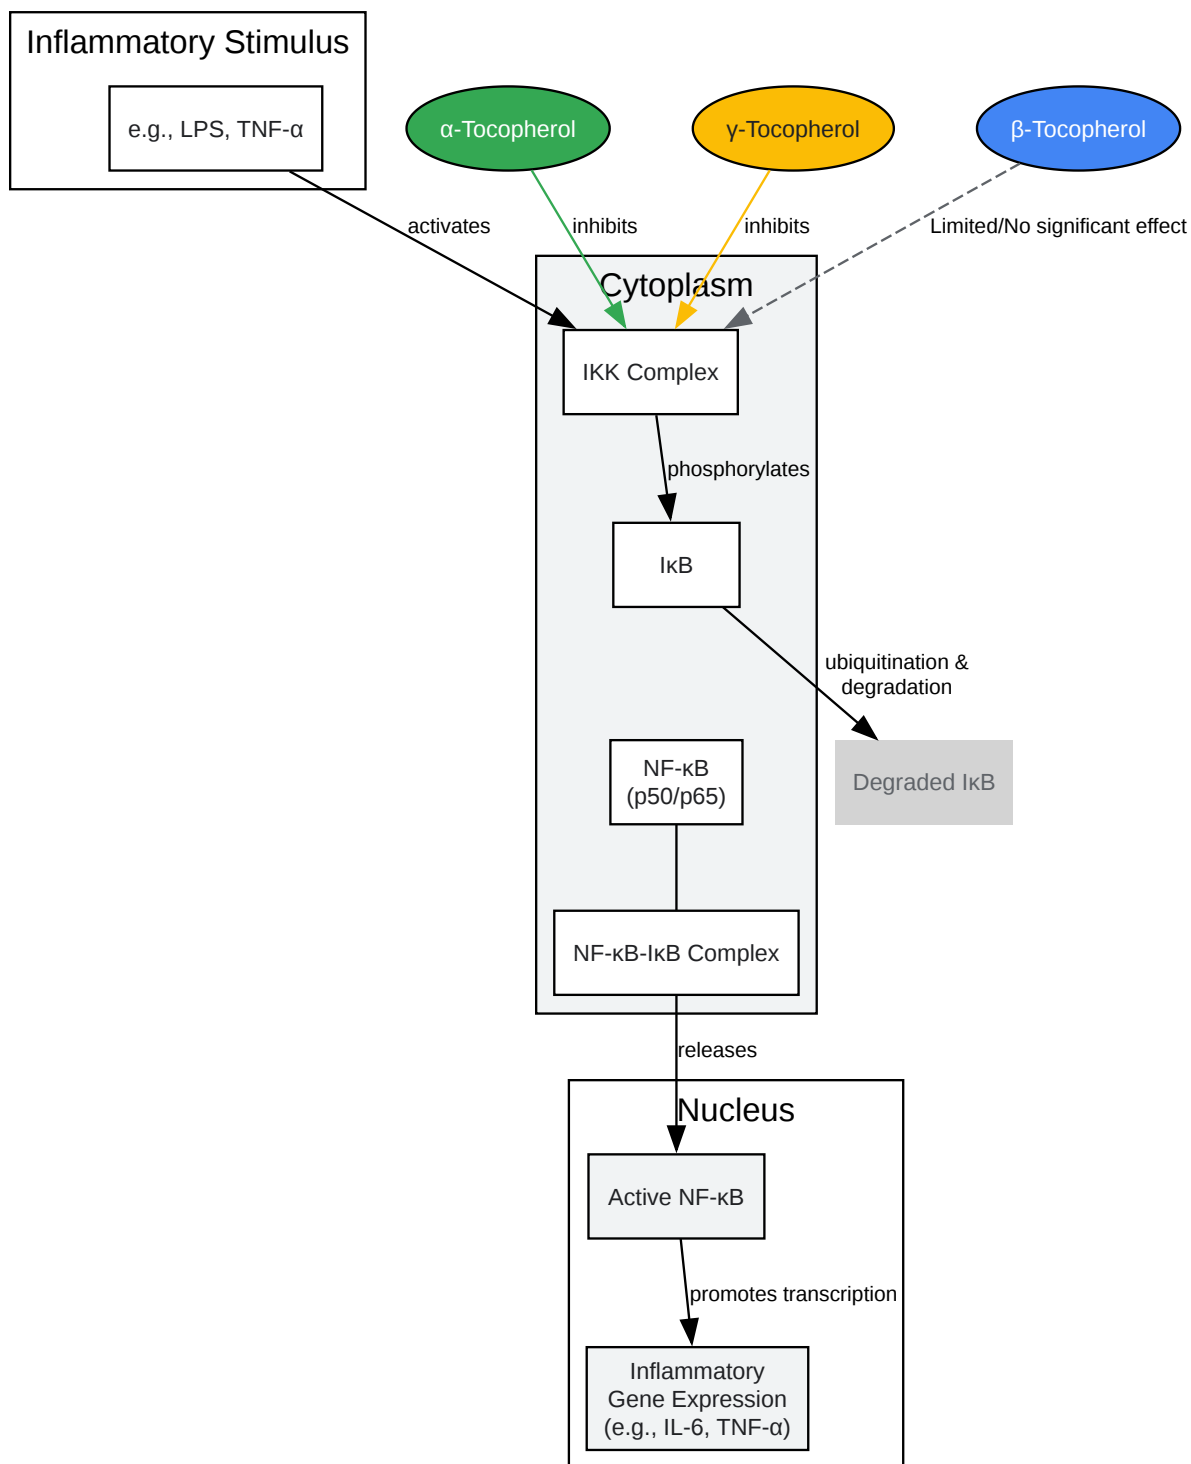 Inflammatory Stimulus
e.g., LPS, TNF-α
α-Tocopherol
γ-Tocopherol
β-Tocopherol
activates
inhibits
inhibits
Limited/No significant effect
Cytoplasm
IKK Complex
phosphorylates
IκB
ubiquitination &
degradation
NF-κB
(p50/p65)
Degraded IκB
NF-κB-IκB Complex
releases
Nucleus
Active NF-κB
promotes transcription
Inflammatory
Gene Expression
(e.g., IL-6, TNF-α)